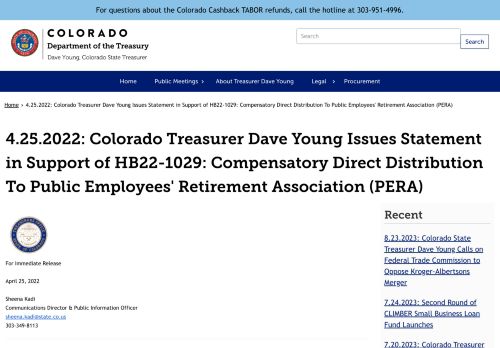 For questions about the Colorado Cashback TABOR refunds, call the hotline at 303-951-4996.
COLORADO
Department of the Treasury
Dave Young, Colorado State Treasurer
Search
Search
Home
Public Meetings
About Treasurer Dave Young
Legal
Procurement
Home > 4.25.2022: Colorado Treasurer Dave Young Issues Statement in Support of HB22-1029: Compensatory Direct Distribution To Public Employees' Retirement Association (PERA)
4.25.2022: Colorado Treasurer Dave Young Issues Statement
in Support of HB22-1029: Compensatory Direct Distribution
To Public Employees' Retirement Association (PERA)
For Immediate Release
April 25, 2022
Sheena Kadi
Communications Director & Public Information Officer
sheena.kadi@state.co.us
303-349-8113
Recent
8.23.2023: Colorado State
Treasurer Dave Young Calls on
Federal Trade Commission to
Oppose Kroger-Albertsons
Merger
7.24.2023: Second Round of
CLIMBER Small Business Loan
Fund Launches
7.20.2023: Colorado Treasurer